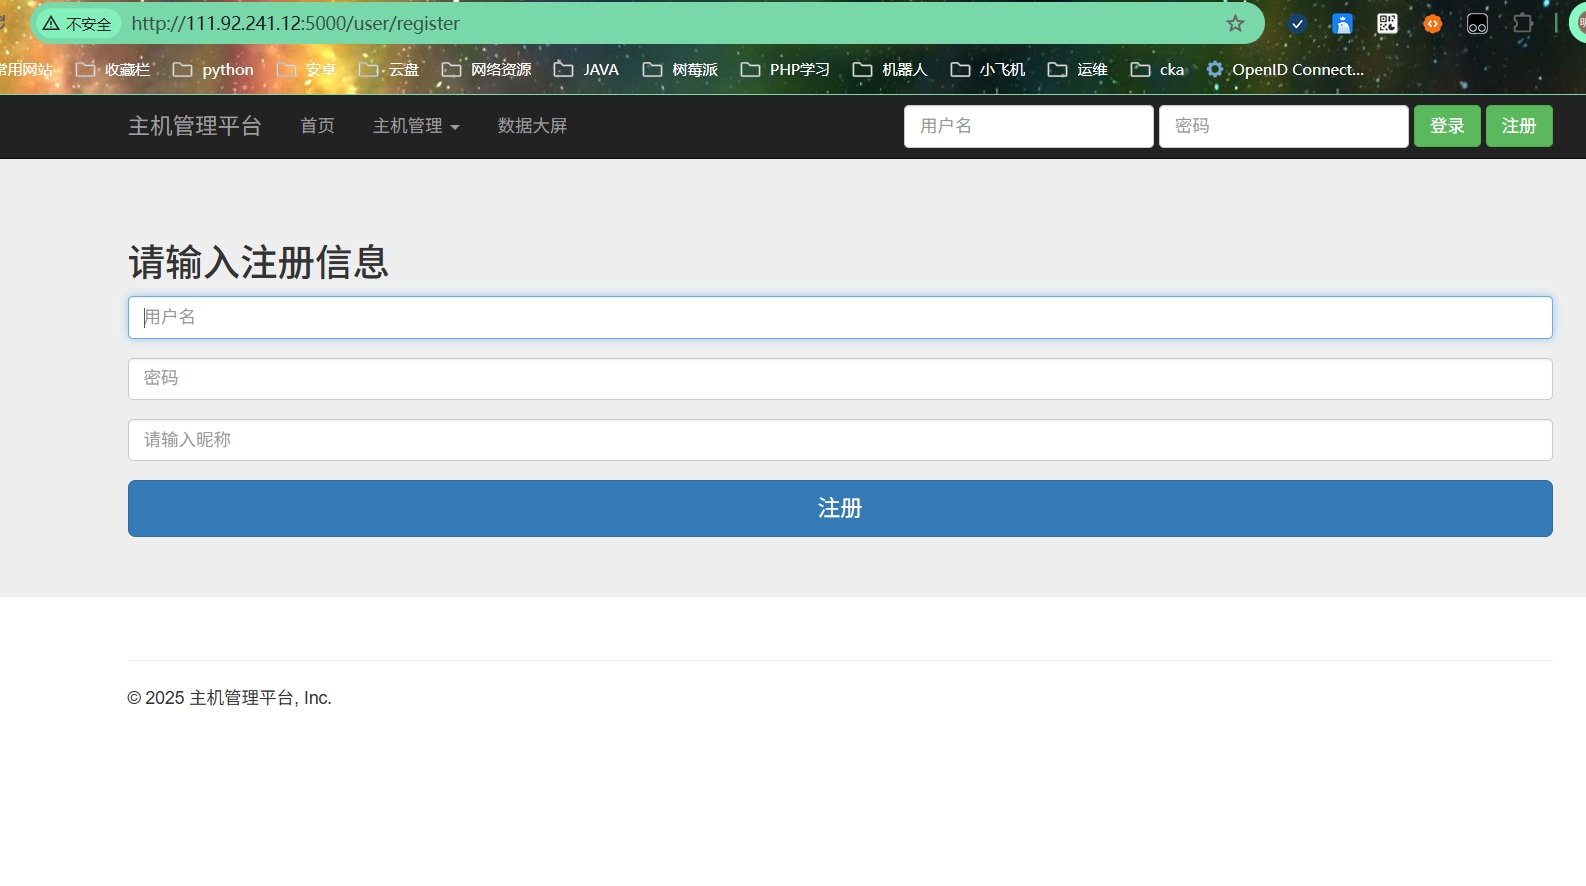 不安全 http://111.92.241.12:5000/user/register
常用网站 收藏栏 python 安卓 云盘 网络资源 JAVA 树莓派 PHP学习 机器人 小飞机 运维 cka OpenID Connect...
主机管理平台 首页 主机管理 数据大屏 用户名 密码 登录 注册
请输入注册信息
用户名
密码
请输入昵称
注册
© 2025 主机管理平台, Inc.